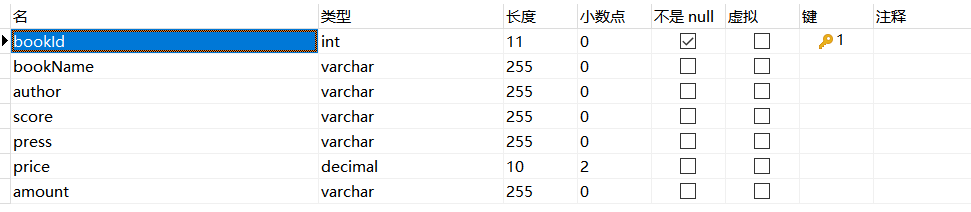 名 类型 长度 小数点 不是 null 虚拟 键 注释
bookId int 11 0 1
bookName varchar 255 0
author varchar 255 0
score varchar 255 0
press varchar 255 0
price decimal 10 2
amount varchar 255 0